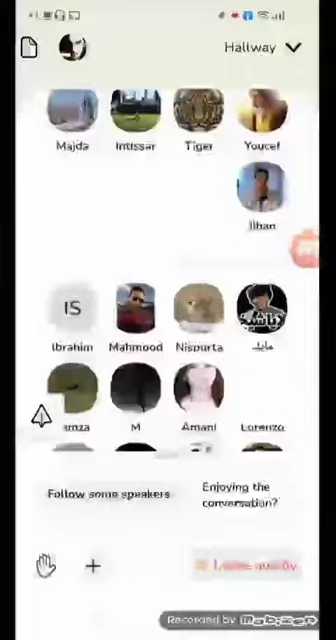 Hallway
Majda Intissar Tiger Youcef
Ilhan
IS
Ibrahim Mahmood Nispurta
amza M Amani Lorenzo
Follow some speakers
Enjoying the
conversation?
Leave quietly
Recorded by